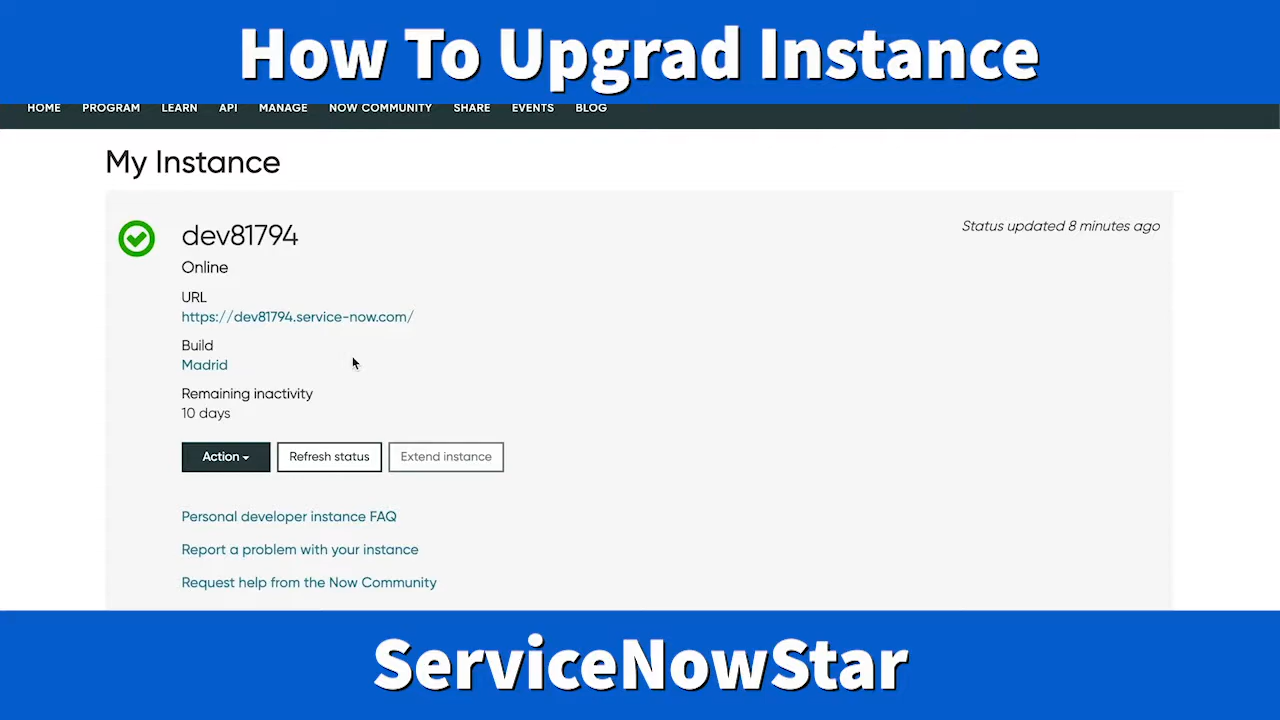 How To Upgrad Instance
HOME PROGRAM LEARN API MANAGE NOW COMMUNITY SHARE EVENTS BLOG
My Instance
dev81794
Status updated 8 minutes ago
Online
URL
https://dev81794.service-now.com/
Build
Madrid
Remaining inactivity
10 days
Action Refresh status Extend instance
Personal developer instance FAQ
Report a problem with your instance
Request help from the Now Community
ServiceNowStar